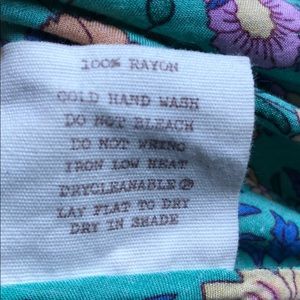 100% RAYON
COLD HAND WASH
DO NOT BLEACH
DO NOT WRING
IRON LOW HEAT
DRYCLEANABLE Ⓟ
LAY FLAT TO DRY
DRY IN SHADE